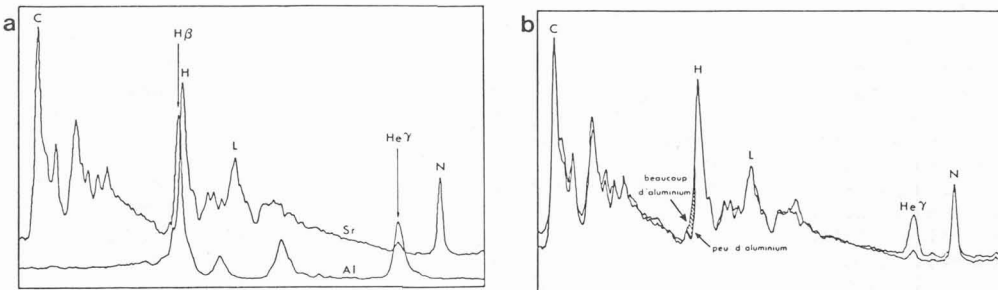 a
C
Hβ
H
L
Heγ
N
Sr
Al
b
C
H
L
Heγ
N
beaucoup
d'aluminium
peu d aluminium